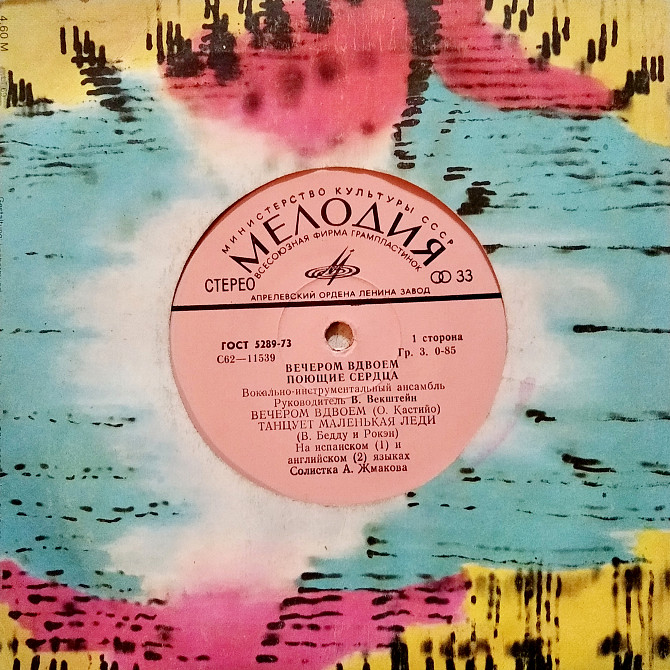 4.60 M
МИНИСТЕРСТВО КУЛЬТУРЫ СССР
МЕЛОДИЯ
ВСЕСОЮЗНАЯ ФИРМА ГРАМПЛАСТИНОК
СТЕРЕО
33
АПРЕЛЕВСКИЙ ОРДЕНА ЛЕНИНА ЗАВОД
ГОСТ 5289-73
1 сторона
С62—11539
Гр. 3. 0-85
ВЕЧЕРОМ ВДВОЕМ
ПОЮЩИЕ СЕРДЦА
Вокально-инструментальный ансамбль
Руководитель В. Векштейн
ВЕЧЕРОМ ВДВОЕМ (О. Кастийо)
ТАНЦУЕТ МАЛЕНЬКАЯ ЛЕДИ
(В. Бедду и Рокэн)
На испанском (1) и
английском (2) языках
Солистка А. Жмакова